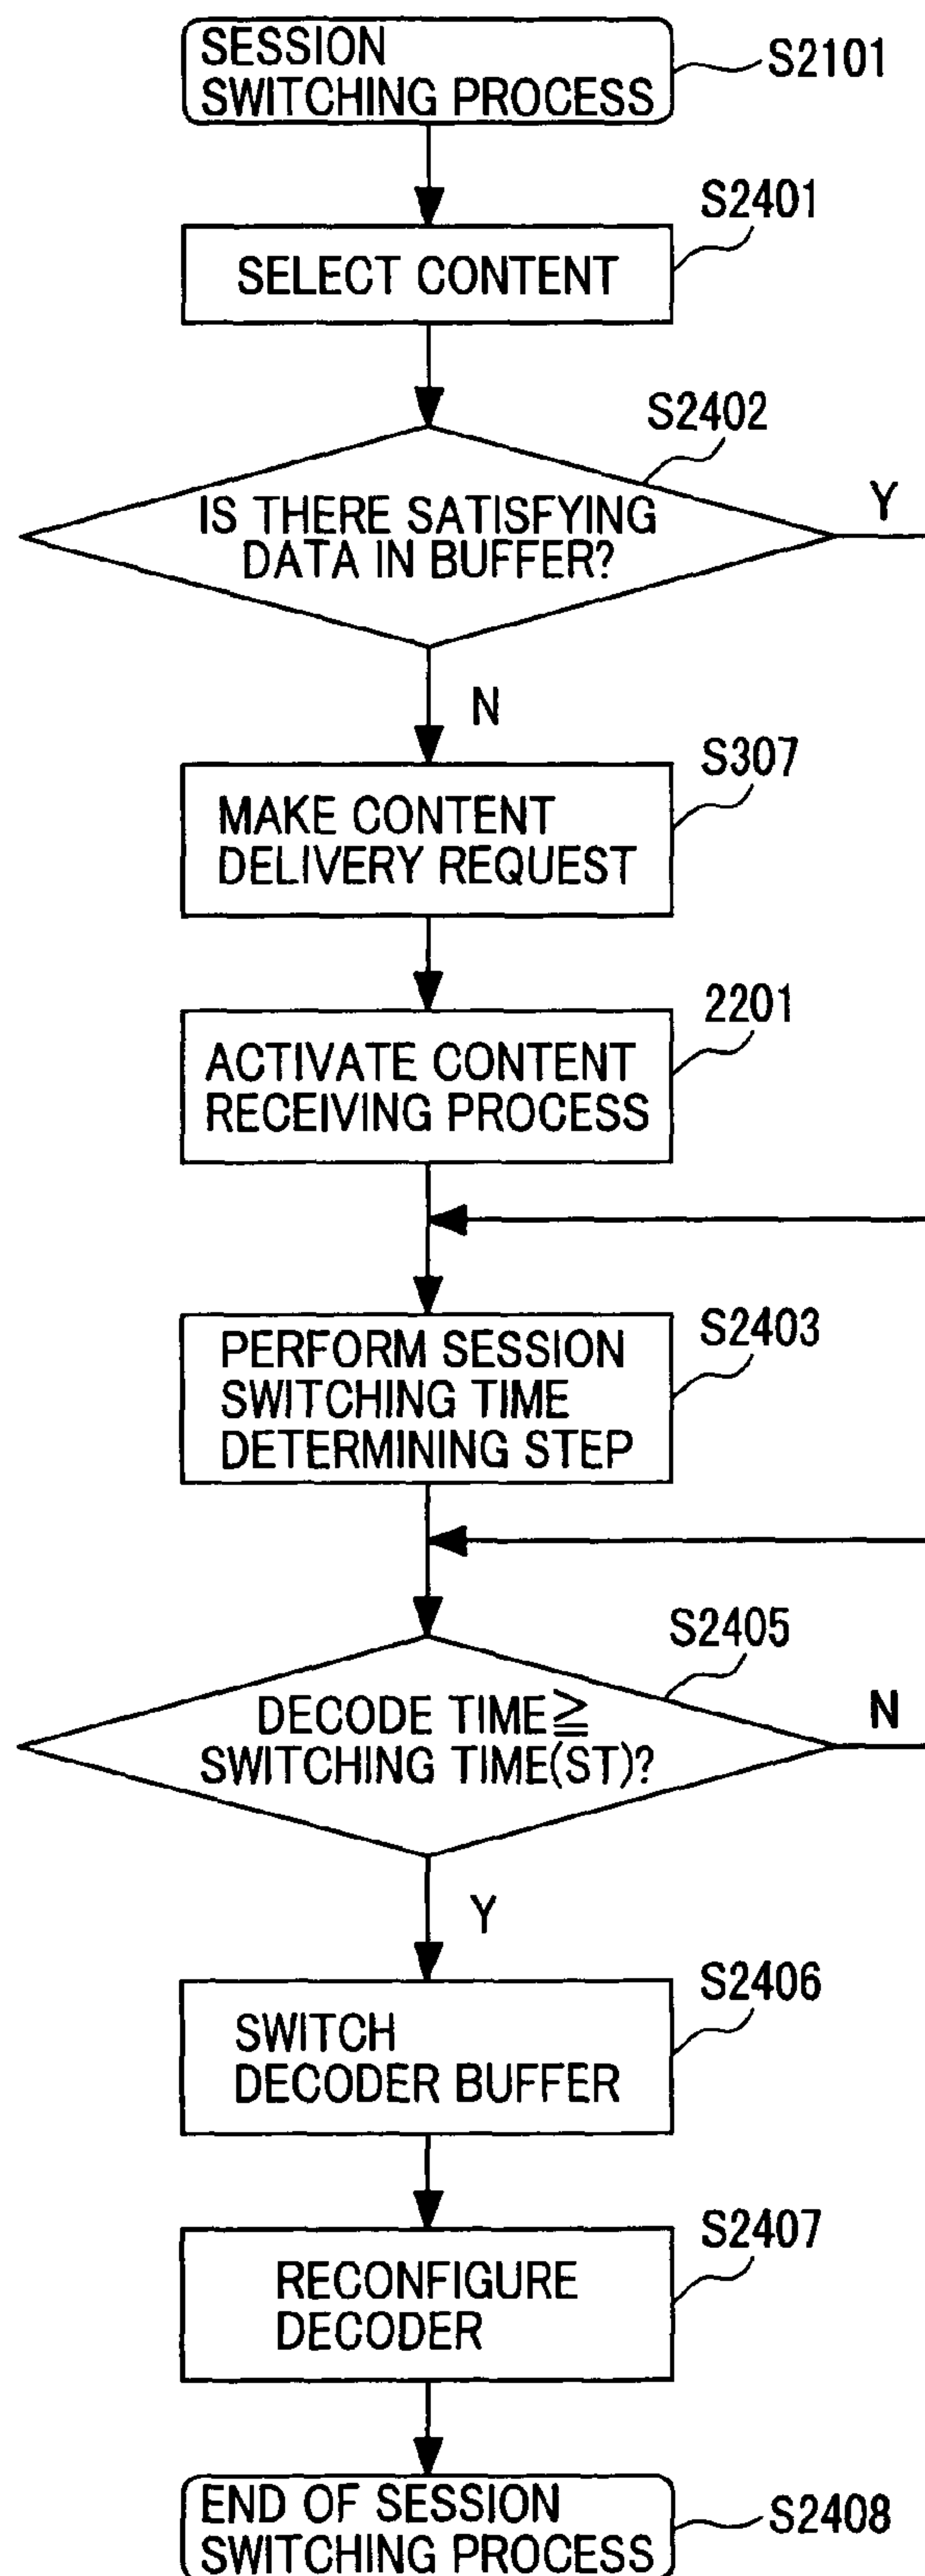 SESSION
SWITCHING PROCESS
S2101
S2401
SELECT CONTENT
S2402
IS THERE SATISFYING
DATA IN BUFFER?
Y
N
S307
MAKE CONTENT
DELIVERY REQUEST
2201
ACTIVATE CONTENT
RECEIVING PROCESS
S2403
PERFORM SESSION
SWITCHING TIME
DETERMINING STEP
S2405
DECODE TIME≧
SWITCHING TIME(ST)?
N
Y
S2406
SWITCH
DECODER BUFFER
S2407
RECONFIGURE
DECODER
END OF SESSION
SWITCHING PROCESS
S2408